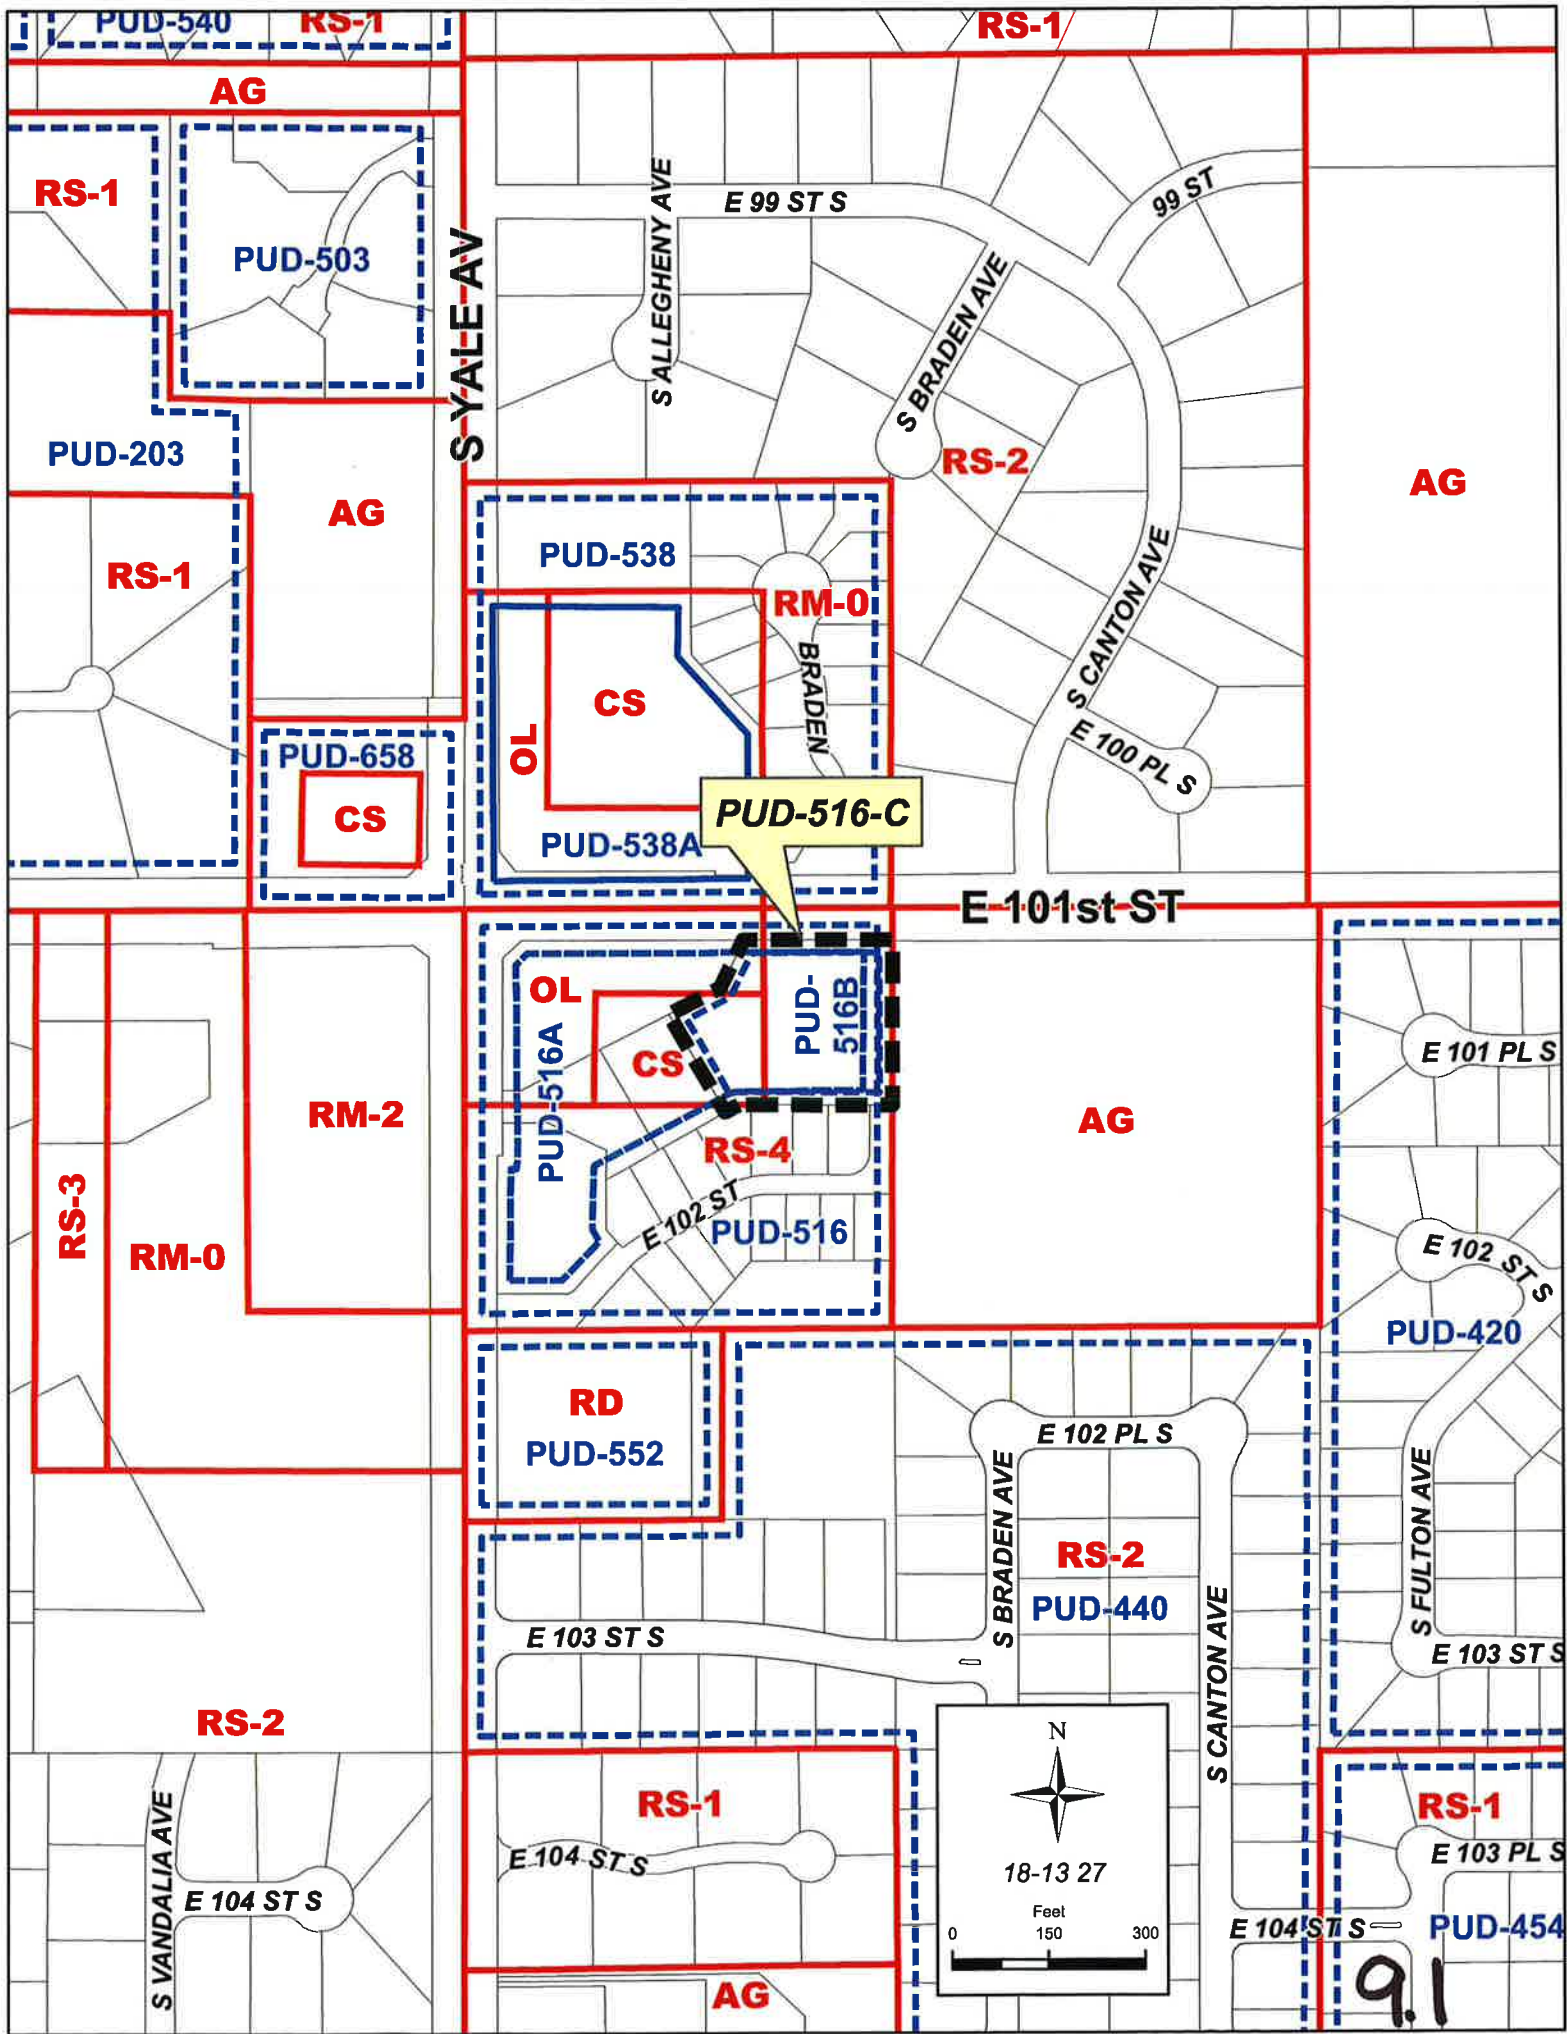 PUD-540
RS-1
RS-1
AG
RS-1
PUD-503
S YALE AV
S ALLEGHENY AVE
E 99 ST S
99 ST
S BRADEN AVE
RS-2
AG
PUD-203
AG
RS-1
PUD-538
RM-0
BRADEN
S CANTON AVE
E 100 PL S
CS
OL
PUD-658
CS
PUD-538A
PUD-516-C
E 101st ST
OL
PUD-516A
CS
PUD-
516B
RM-2
RS-3
RM-0
RS-4
E 102 ST
PUD-516
AG
E 101 PL S
E 102 ST S
PUD-420
RD
PUD-552
E 102 PL S
S BRADEN AVE
RS-2
PUD-440
S CANTON AVE
S FULTON AVE
E 103 ST S
E 103 ST S
RS-2
RS-1
E 104 ST S
S VANDALIA AVE
E 104 ST S
N
18-13 27
Feet
0 150 300
RS-1
E 103 PL S
E 104 ST S
PUD-454
AG
9.1